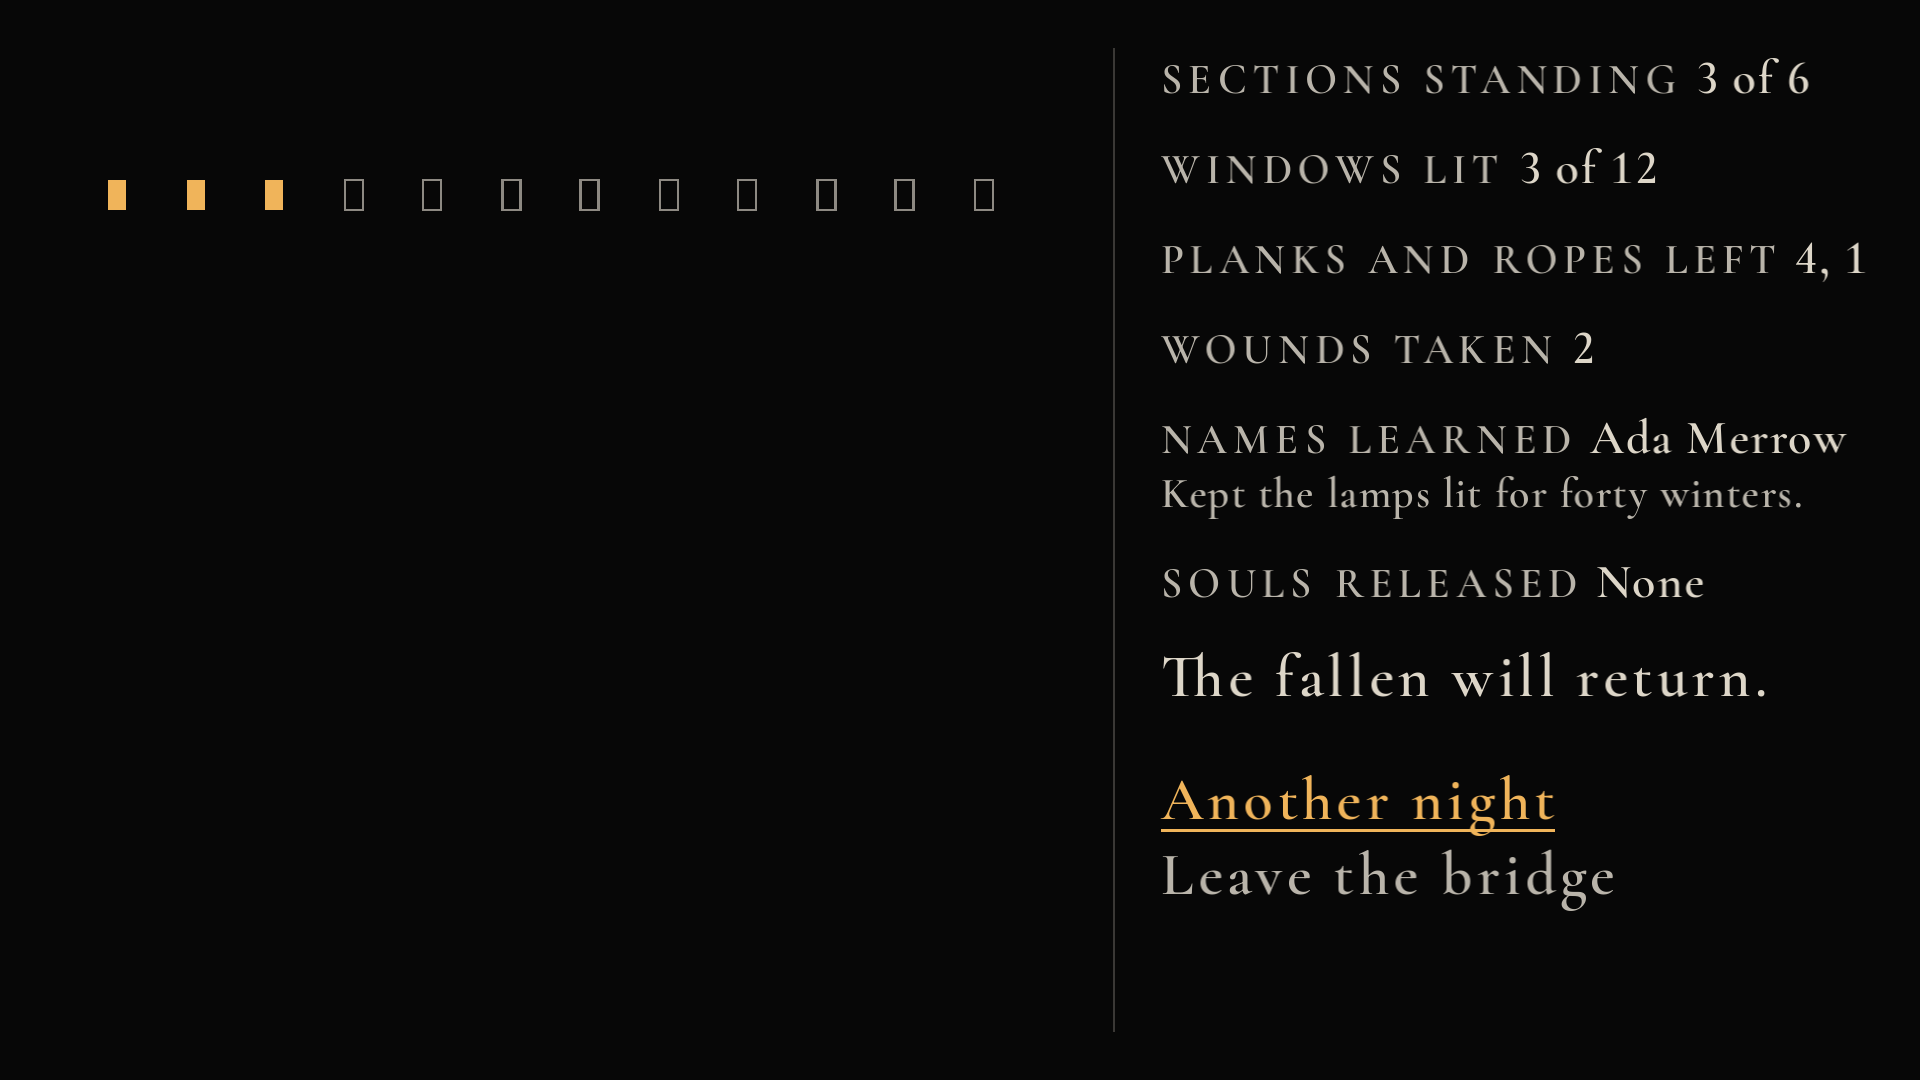 SECTIONS STANDING 3 of 6
WINDOWS LIT 3 of 12
PLANKS AND ROPES LEFT 4, 1
WOUNDS TAKEN 2
NAMES LEARNED Ada Merrow
Kept the lamps lit for forty winters.
SOULS RELEASED None
The fallen will return.
Another night
Leave the bridge